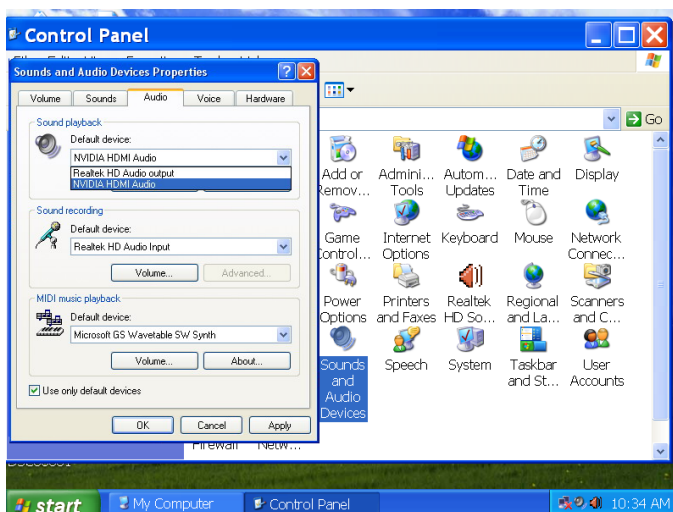 Control Panel
Sounds and Audio Devices Properties
Volume Sounds Audio Voice Hardware
Sound playback
Default device:
NVIDIA HDMI Audio
Realtek HD Audio output
NVIDIA HDMI Audio
Sound recording
Default device:
Realtek HD Audio Input
Volume... Advanced...
MIDI music playback
Default device:
Microsoft GS Wavetable SW Synth
Volume... About...
Use only default devices
OK Cancel Apply
Go
Add or Admini... Autom... Date and Display
Remov... Tools Updates Time
Game Internet Keyboard Mouse Network
Control... Options Connec...
Power Printers Realtek Regional Scanners
Options and Faxes HD So... and La... and C...
Sounds Speech System Taskbar User
and and St... Accounts
Audio
Devices
Firewall Netw...
start My Computer Control Panel 10:34 AM